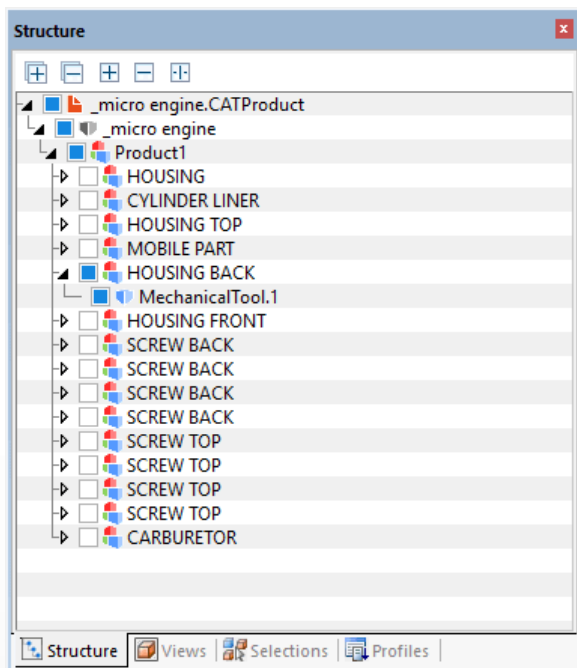 Structure
_micro engine.CATProduct
_micro engine
Product1
HOUSING
CYLINDER LINER
HOUSING TOP
MOBILE PART
HOUSING BACK
MechanicalTool.1
HOUSING FRONT
SCREW BACK
SCREW BACK
SCREW BACK
SCREW BACK
SCREW TOP
SCREW TOP
SCREW TOP
SCREW TOP
CARBURETOR
Structure Views Selections Profiles